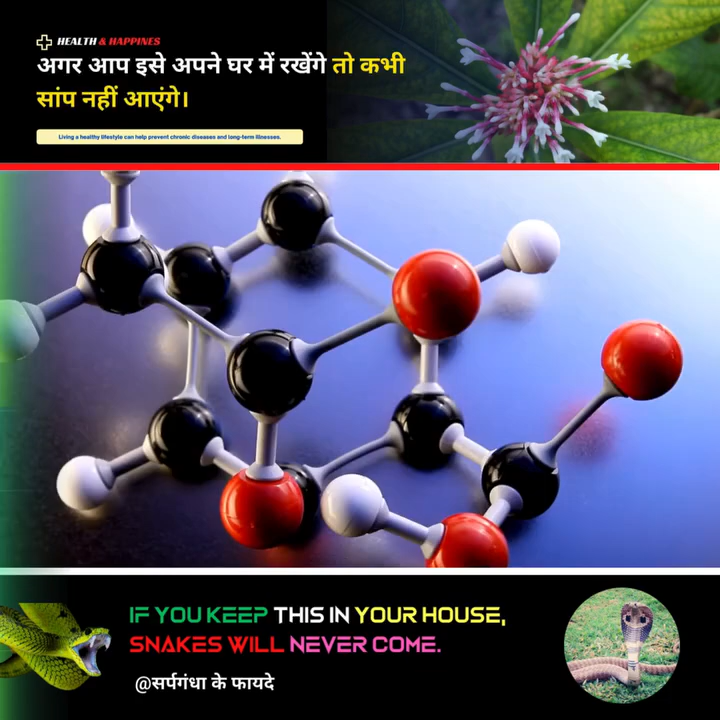 HEALTH & HAPPINES
अगर आप इसे अपने घर में रखेंगे तो कभी
सांप नहीं आएंगे।
Living a healthy lifestyle can help prevent chronic diseases and long-term illnesses.
IF YOU KEEP THIS IN YOUR HOUSE,
SNAKES WILL NEVER COME.
@सर्पगंधा के फायदे